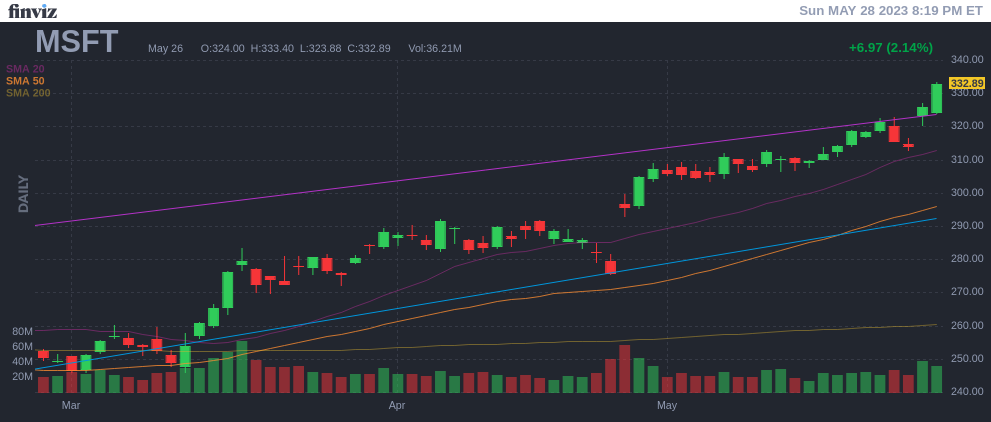 finviz
Sun MAY 28 2023 8:19 PM ET
MSFT
May 26 O:324.00 H:333.40 L:323.88 C:332.89 Vol:36.21M
+6.97 (2.14%)
SMA 20
SMA 50
SMA 200
DAILY
340.00
332.89
330.00
320.00
310.00
300.00
290.00
280.00
270.00
260.00
250.00
240.00
80M
60M
40M
20M
Mar Apr May